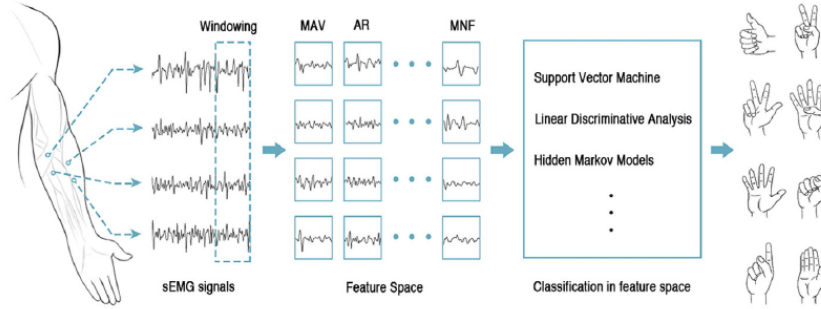 Windowing
MAV AR MNF
Support Vector Machine
Linear Discriminative Analysis
Hidden Markov Models
sEMG signals
Feature Space
Classification in feature space